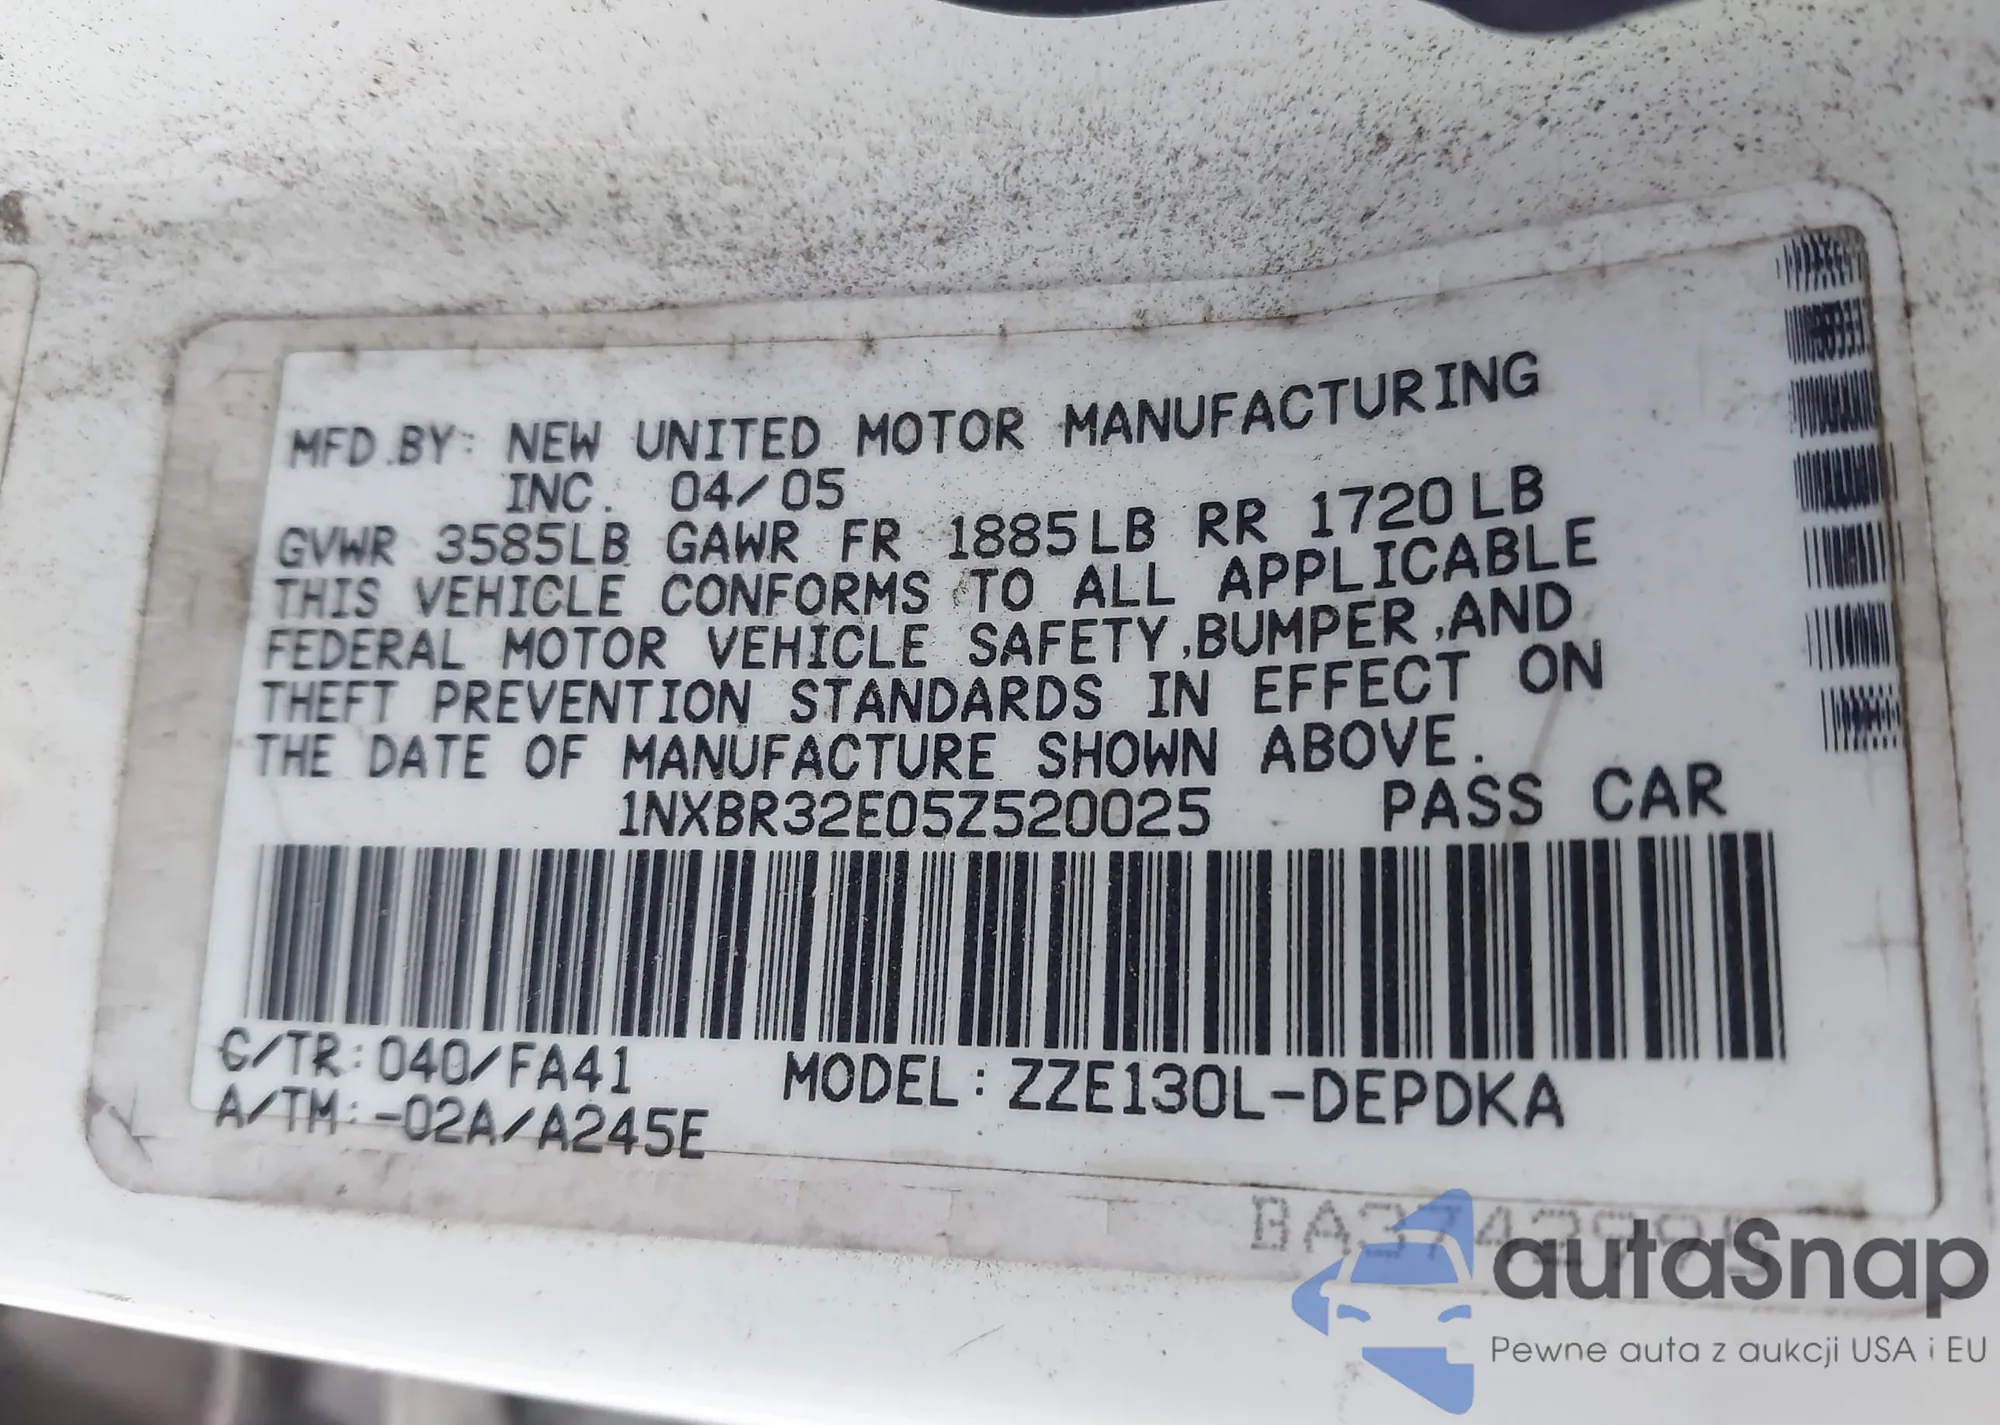 MFD.BY: NEW UNITED MOTOR MANUFACTURING
INC. 04/05
GVWR 3585LB GAWR FR 1885LB RR 1720LB
THIS VEHICLE CONFORMS TO ALL APPLICABLE
FEDERAL MOTOR VEHICLE SAFETY,BUMPER,AND
THEFT PREVENTION STANDARDS IN EFFECT ON
THE DATE OF MANUFACTURE SHOWN ABOVE.
1NXBR32E05Z520025 PASS CAR
C/TR:040/FA41 MODEL:ZZE130L-DEPDKA
A/TM:-02A/A245E
autaSnap
Pewne auta z aukcji USA i EU